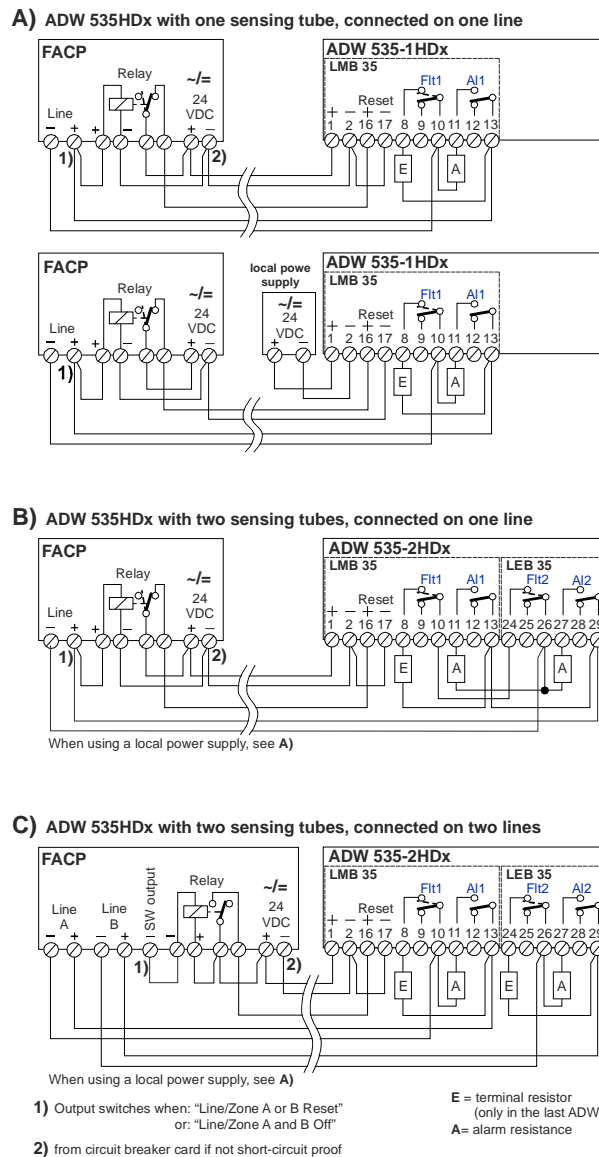 A) ADW 535HDx with one sensing tube, connected on one line
FACP
ADW 535-1HDx
LMB 35
Relay
~/=
24
VDC
Line
Flt1
Al1
Reset
– + + – + –
+ – + –
1 2 16 17 8 9 10 11 12 13
1)
2)
E
A
FACP
local powe
supply
ADW 535-1HDx
LMB 35
Relay
~/=
24
VDC
~/=
24
VDC
Line
Flt1
Al1
Reset
– + + – + –
+ –
+ – + –
1 2 16 17 8 9 10 11 12 13
1)
E
A
B) ADW 535HDx with two sensing tubes, connected on one line
FACP
ADW 535-2HDx
LMB 35
LEB 35
Relay
~/=
24
VDC
Line
Flt1
Al1
Flt2
Al2
Reset
– + + – + –
+ – + –
1 2 16 17 8 9 10 11 12 13 24 25 26 27 28 29
1)
2)
E
A
A
When using a local power supply, see A)
C) ADW 535HDx with two sensing tubes, connected on two lines
FACP
ADW 535-2HDx
LMB 35
LEB 35
SW output
Relay
~/=
24
VDC
Line
A
Line
B
Flt1
Al1
Flt2
Al2
Reset
– + – + – – + + –
+ – + –
1 2 16 17 8 9 10 11 12 13 24 25 26 27 28 29
1)
2)
E
A
E
A
When using a local power supply, see A)
1) Output switches when: “Line/Zone A or B Reset”
or: “Line/Zone A and B Off”
2) from circuit breaker card if not short-circuit proof
E = terminal resistor
(only in the last ADW
A= alarm resistance